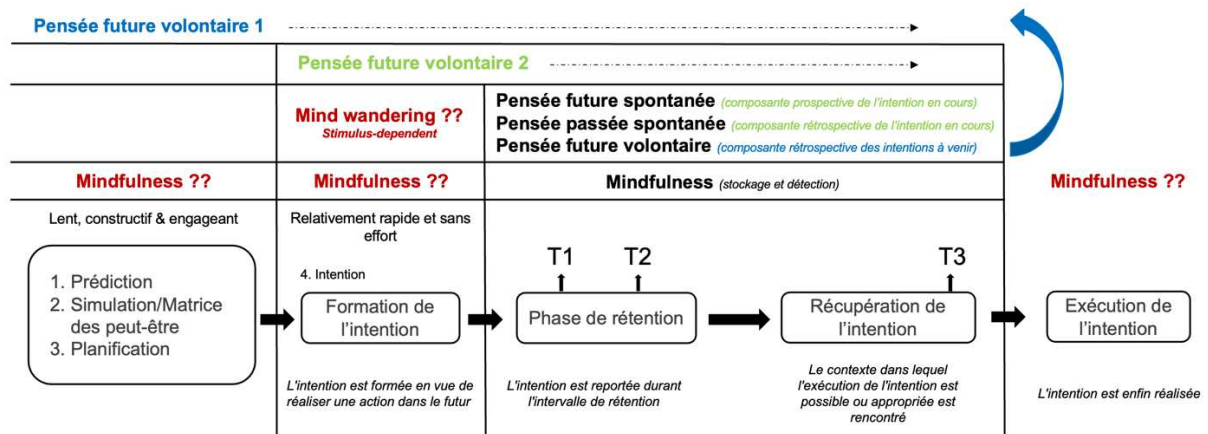 Pensée future volontaire 1
Pensée future volontaire 2
Mind wandering ??
Stimulus-dependent
Pensée future spontanée (composante prospective de l'intention en cours)
Pensée passée spontanée (composante rétrospective de l'intention en cours)
Pensée future volontaire (composante rétrospective des intentions à venir)
Mindfulness ??
Mindfulness ??
Mindfulness (stockage et détection)
Mindfulness ??
Lent, constructif & engageant
Relativement rapide et sans
effort
1. Prédiction
2. Simulation/Matrice
des peut-être
3. Planification
4. Intention
Formation de
l'intention
L'intention est formée en vue de
réaliser une action dans le futur
T1
T2
Phase de rétention
L'intention est reportée durant
l'intervalle de rétention
T3
Récupération de
l'intention
Le contexte dans lequel
l'exécution de l'intention est
possible ou appropriée est
rencontré
Exécution de
l'intention
L'intention est enfin réalisée